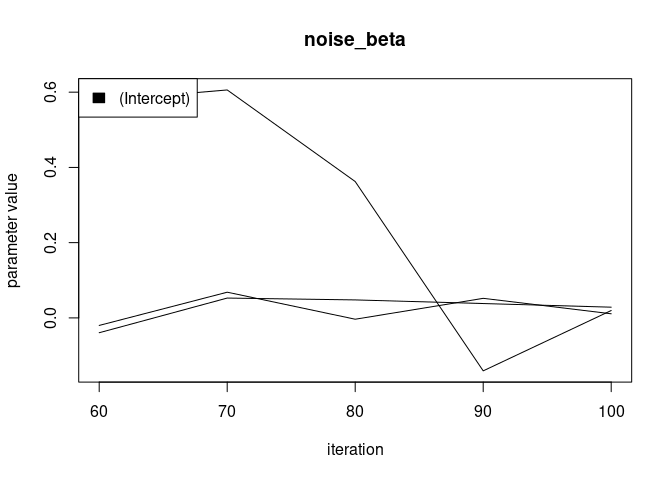 noise_beta
(Intercept)
parameter value
0.6
0.4
0.2
0.0
60 70 80 90 100
iteration